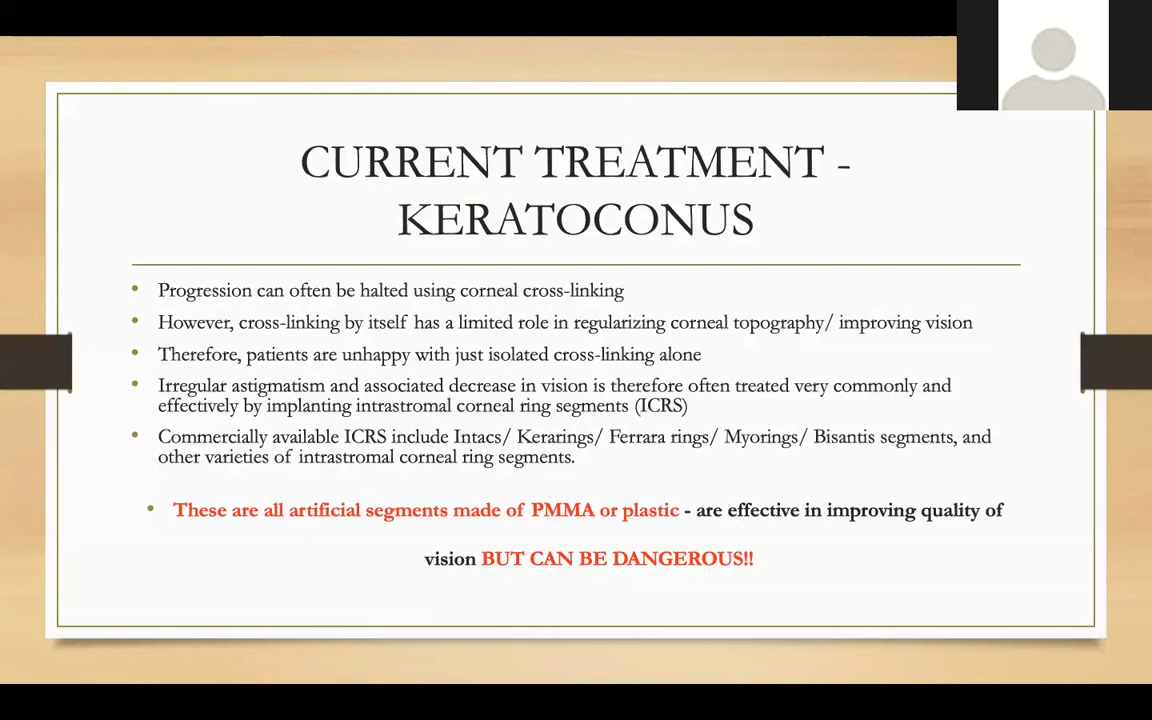 CURRENT TREATMENT -
KERATOCONUS
• Progression can often be halted using corneal cross-linking
• However, cross-linking by itself has a limited role in regularizing corneal topography/ improving vision
• Therefore, patients are unhappy with just isolated cross-linking alone
• Irregular astigmatism and associated decrease in vision is therefore often treated very commonly and
effectively by implanting intrastromal corneal ring segments (ICRS)
• Commercially available ICRS include Intacs/ Kerarings/ Ferrara rings/ Myorings/ Bisantis segments, and
other varieties of intrastromal corneal ring segments.
• These are all artificial segments made of PMMA or plastic - are effective in improving quality of
vision BUT CAN BE DANGEROUS!!